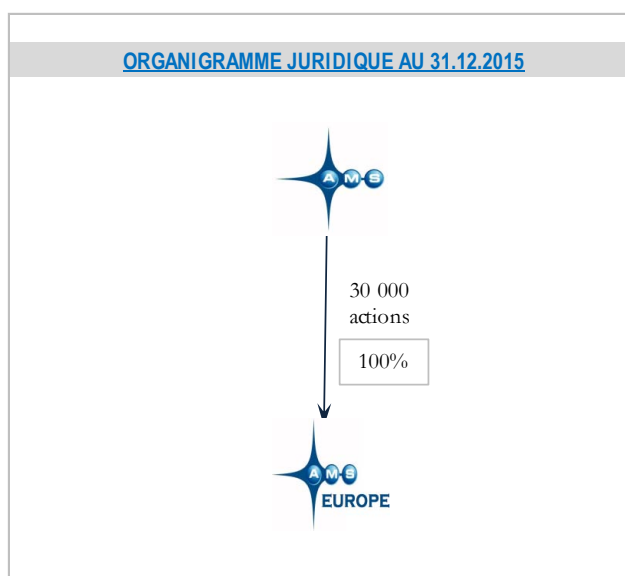 ORGANIGRAMME JURIDIQUE AU 31.12.2015
AMS
30 000
actions
100%
AMS
EUROPE